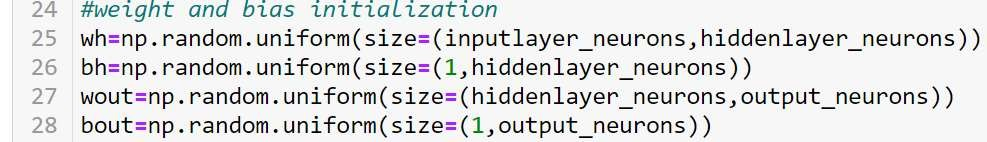 24 #weight and bias initialization
25 wh=np.random.uniform(size=(inputlayer_neurons,hiddenlayer_neurons))
26 bh=np.random.uniform(size=(1,hiddenlayer_neurons))
27 wout=np.random.uniform(size=(hiddenlayer_neurons,output_neurons))
28 bout=np.random.uniform(size=(1,output_neurons))